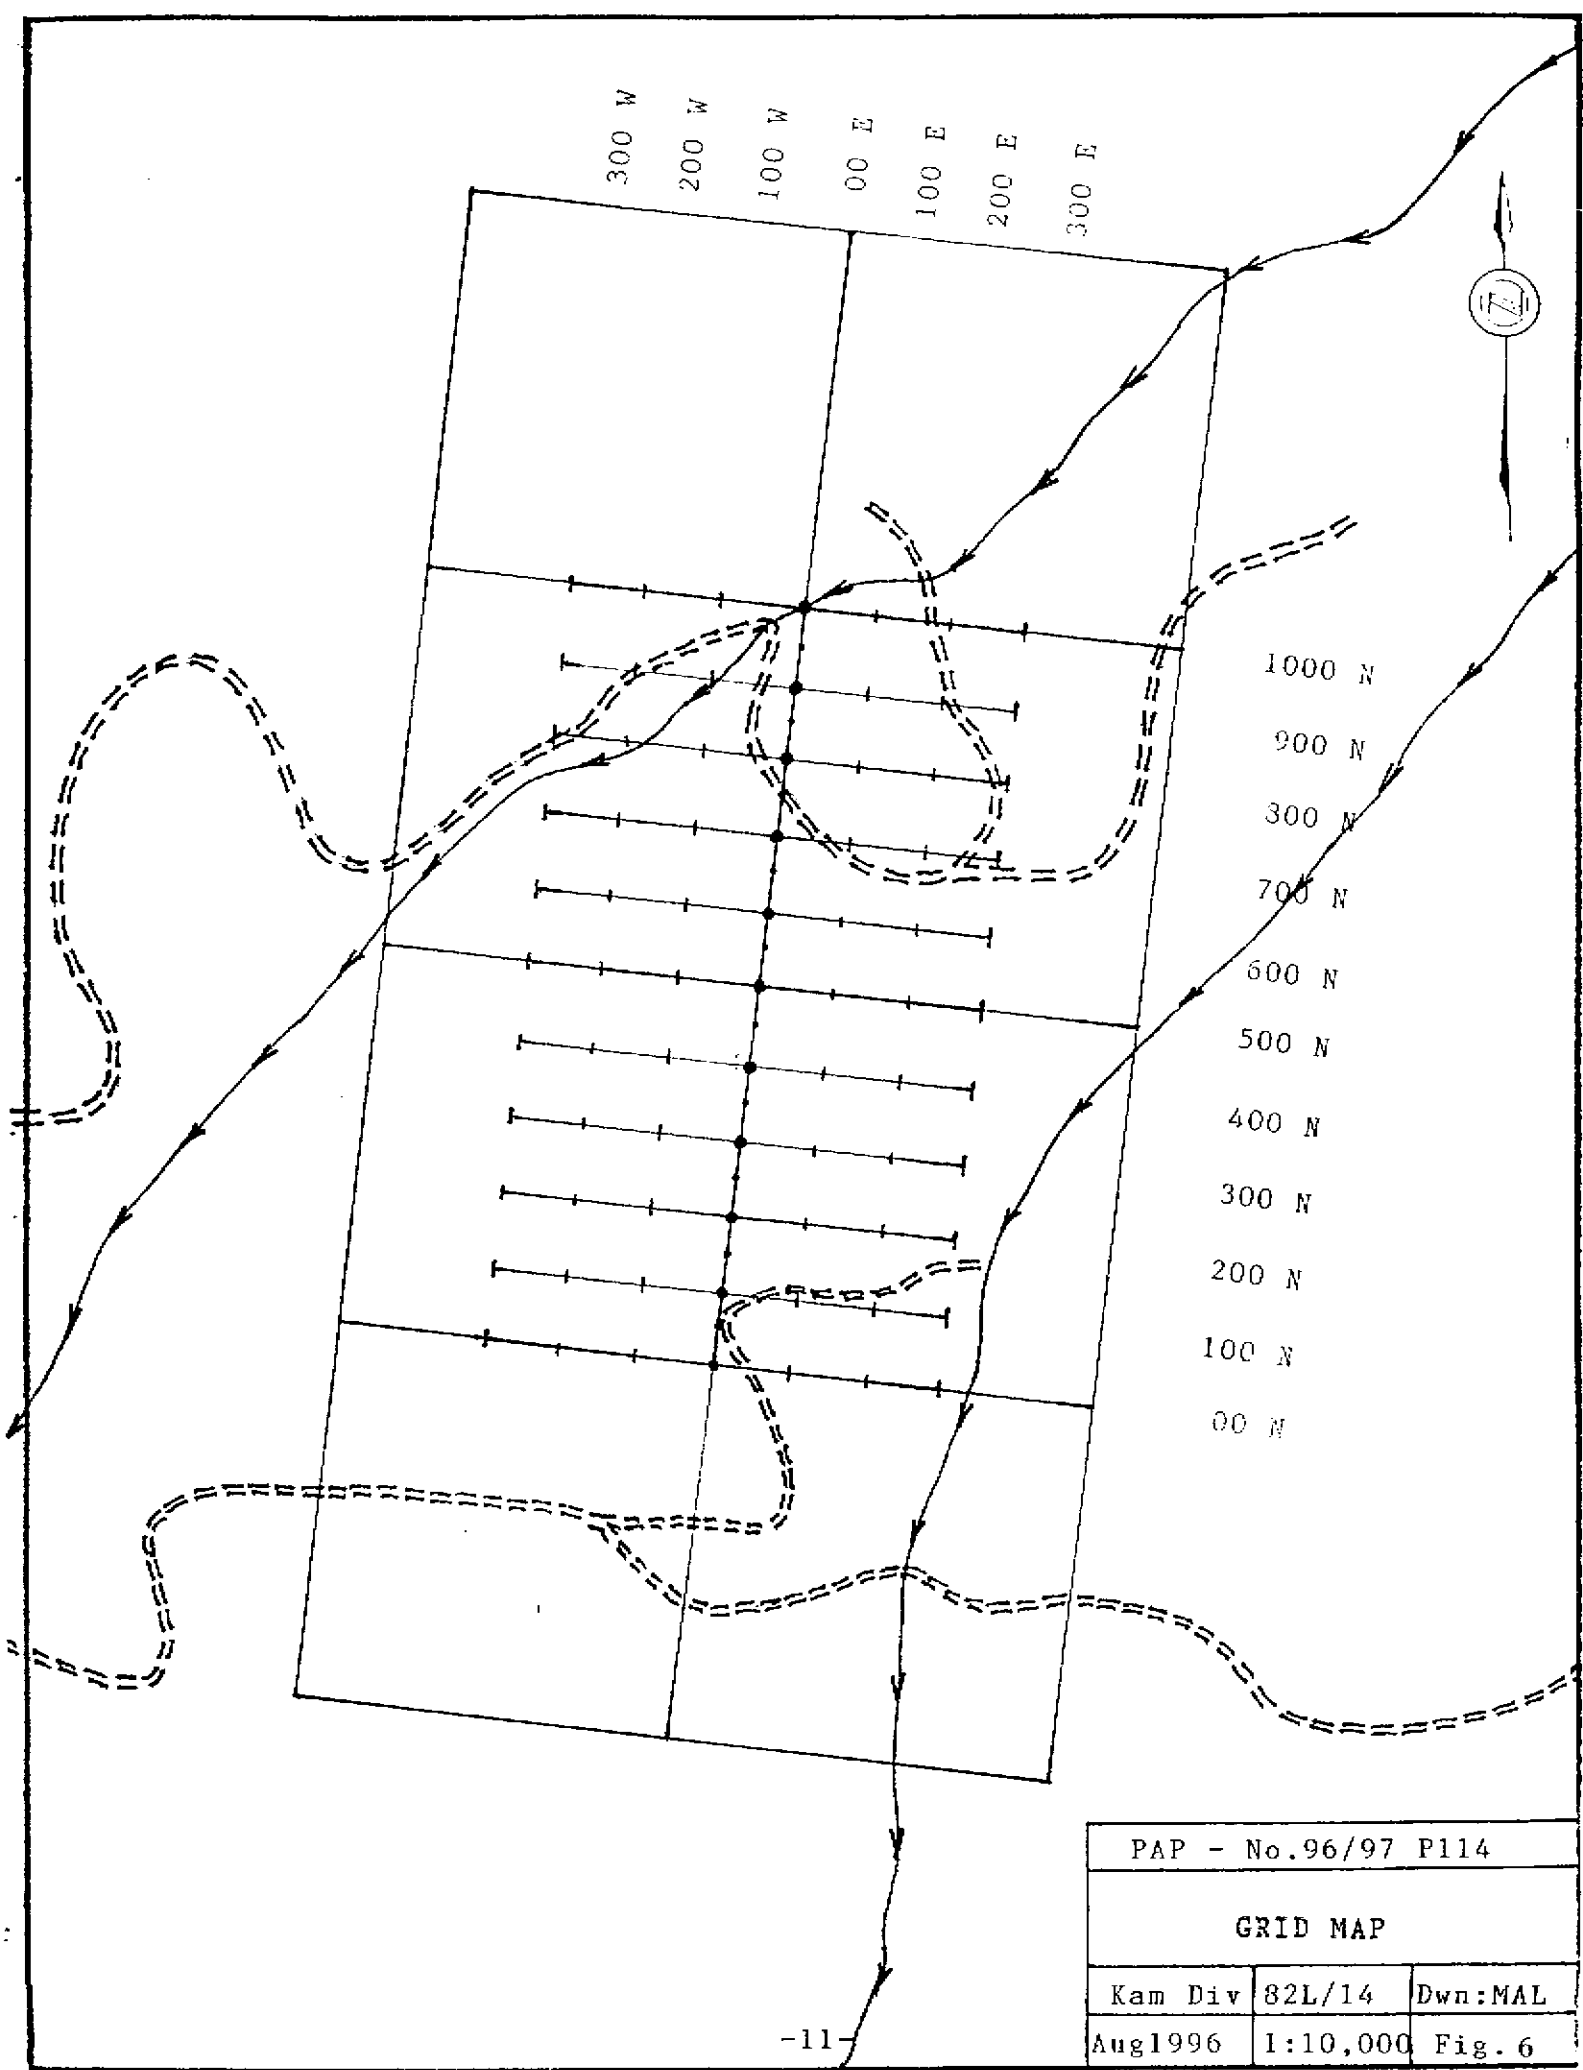 300 W
200 W
100 W
00 E
100 E
200 E
300 E
N
1000 N
900 N
800 N
700 N
600 N
500 N
400 N
300 N
200 N
100 N
00 N
PAP - No.96/97 P114
GRID MAP
Kam Div 82L/14 Dwn:MAL
Aug1996 1:10,000 Fig.6
-11-